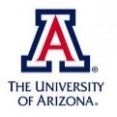 A
THE UNIVERSITY
OF ARIZONA.